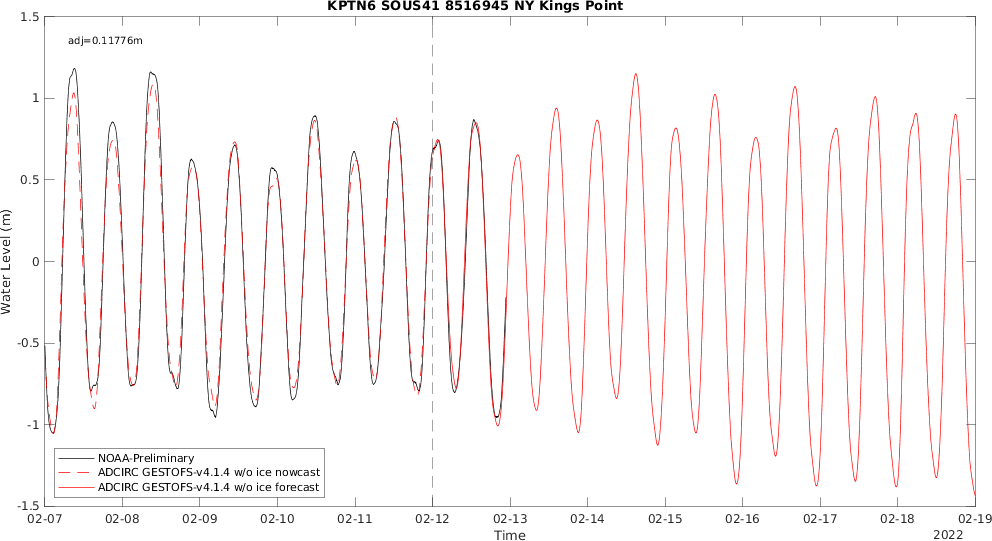 KPTN6 SOUS41 8516945 NY Kings Point
adj=0.11776m
1.5
1
0.5
0
-0.5
-1
-1.5
Water Level (m)
NOAA-Preliminary
ADCIRC GESTOFS-v4.1.4 w/o ice nowcast
ADCIRC GESTOFS-v4.1.4 w/o ice forecast
02-07 02-08 02-09 02-10 02-11 02-12 02-13 02-14 02-15 02-16 02-17 02-18 02-19
Time
2022